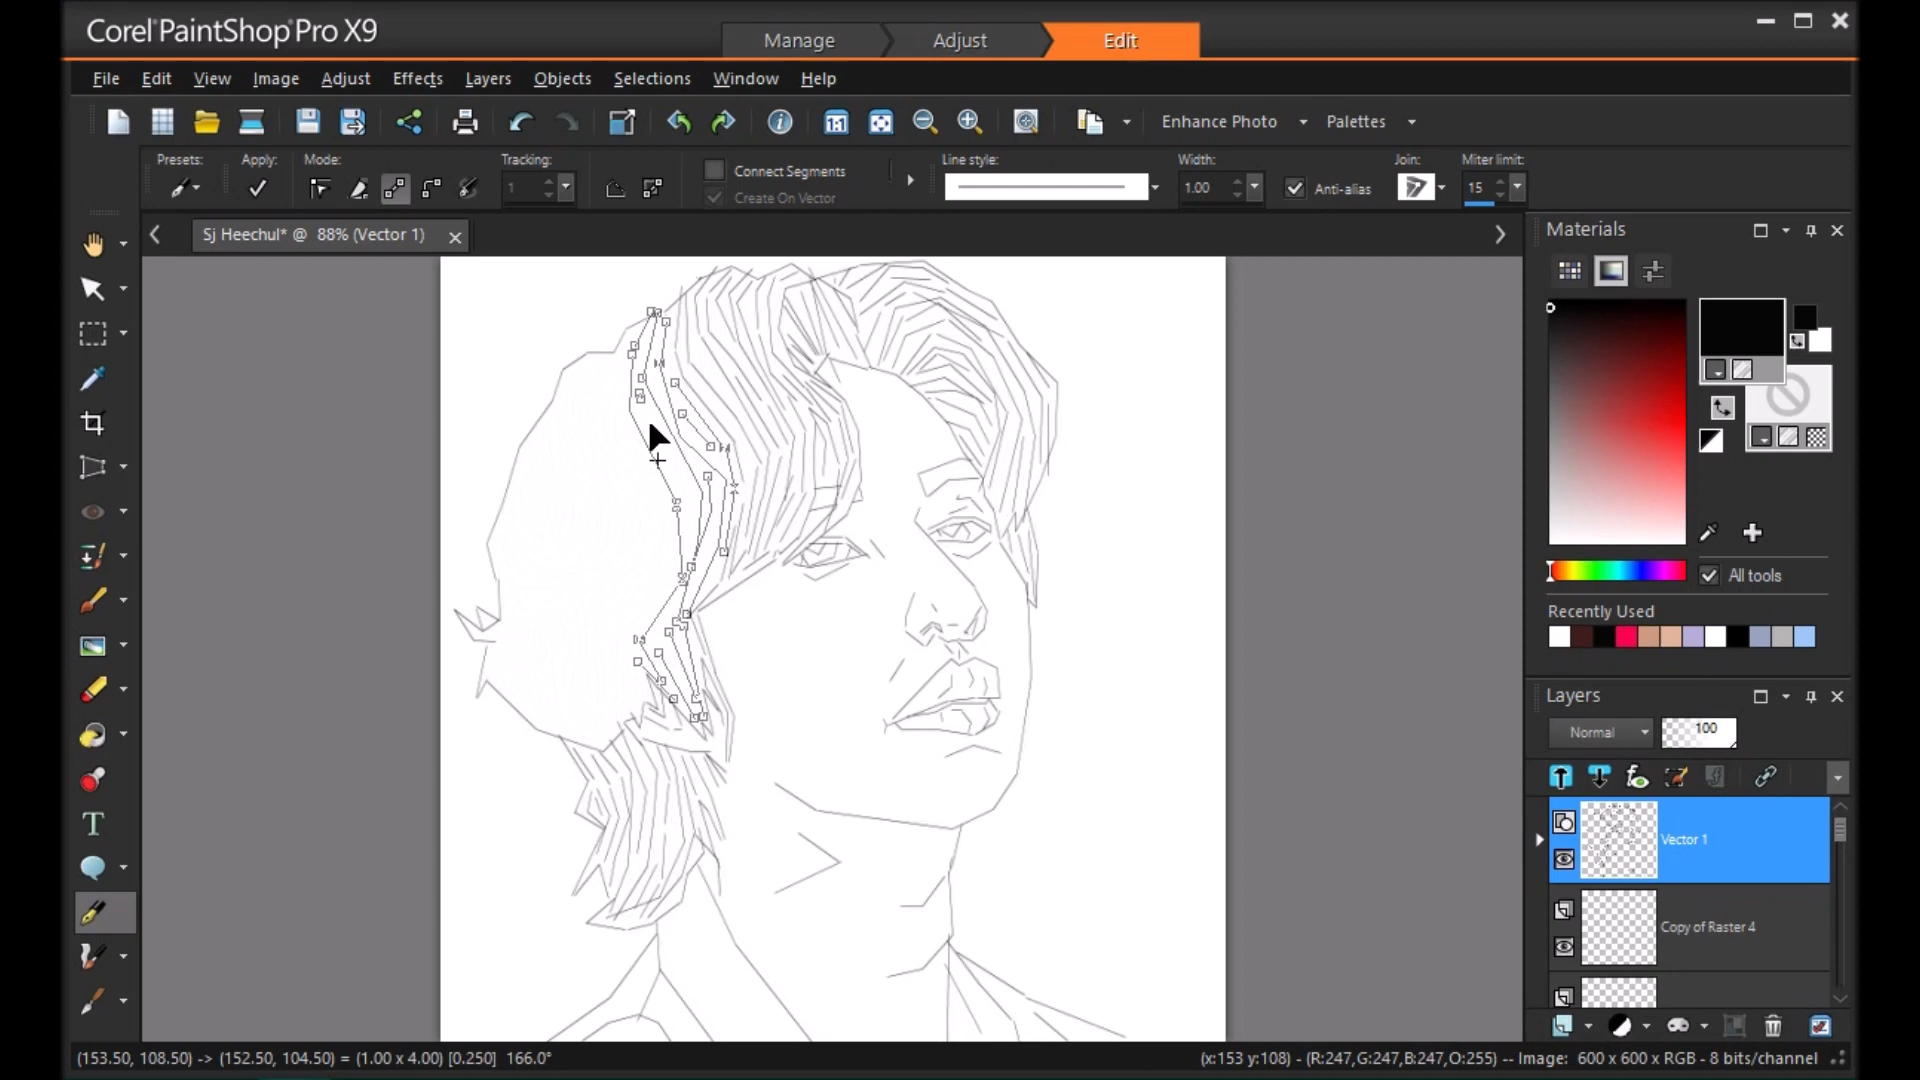 Corel PaintShop Pro X9
Manage
Adjust
Edit
File Edit View Image Adjust Effects Layers Objects Selections Window Help
1:1
Enhance Photo
Palettes
Presets: Apply: Mode: Tracking: Line style: Width: Join: Miter limit:
1
Connect Segments
Create On Vector
1.00
Anti-alias
15
Sj Heechul* @ 88% (Vector 1)
Materials
All tools
Recently Used
Layers
Normal
100
Vector 1
Copy of Raster 4
(153.50, 108.50) -> (152.50, 104.50) = (1.00 x 4.00) [0.250] 166.0°
(x:153 y:108) - (R:247,G:247,B:247,O:255) -- Image: 600 x 600 x RGB - 8 bits/channel